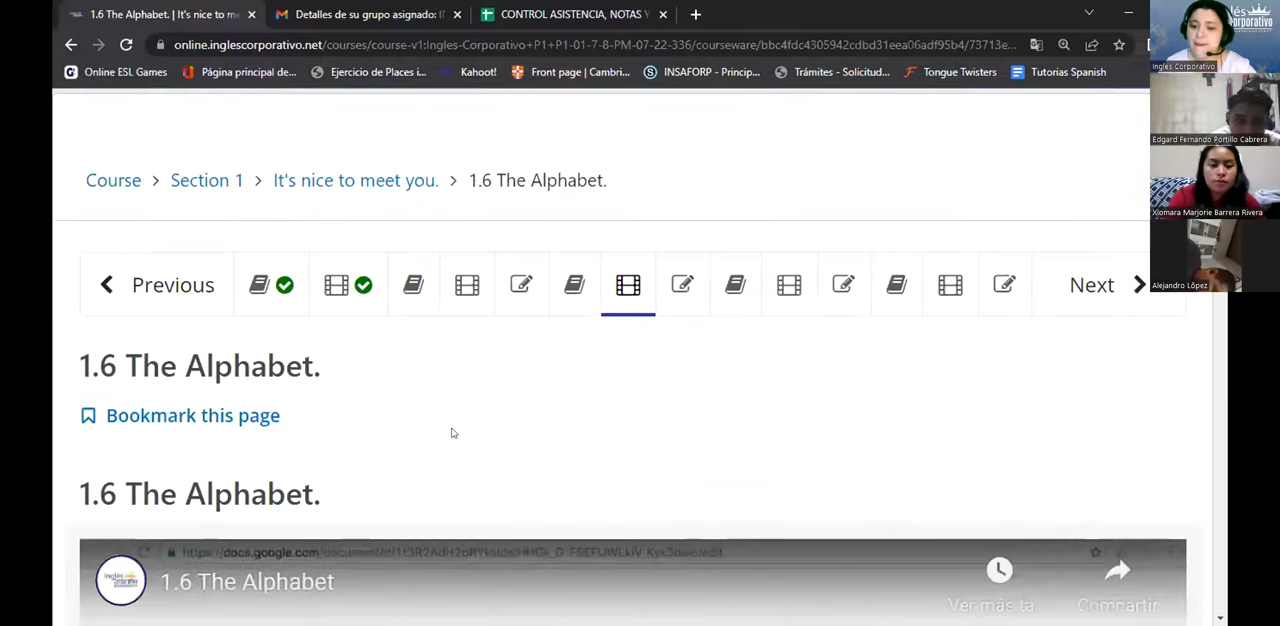 1.6 The Alphabet. | It's nice to me
Detalles de su grupo asignado: I
CONTROL ASISTENCIA, NOTAS Y
online.inglescorporativo.net/courses/course-v1:Ingles-Corporativo+P1+P1-01-7-8-PM-07-22-336/courseware/bbc4fdc4305942cdbd31eea06adf95b4/73713e...
Online ESL Games
Página principal de...
Ejercicio de Places i...
Kahoot!
Front page | Cambri...
INSAFORP - Princip...
Trámites - Solicitud...
Tongue Twisters
Tutorias Spanish
Inglés Corporativo
Edgard Fernando Portillo Cabrera
Xiomara Marjorie Barrera Rivera
Alejandro López
Course > Section 1 > It's nice to meet you. > 1.6 The Alphabet.
Previous
Next
1.6 The Alphabet.
Bookmark this page
1.6 The Alphabet.
1.6 The Alphabet
Ver más ta
Compartir